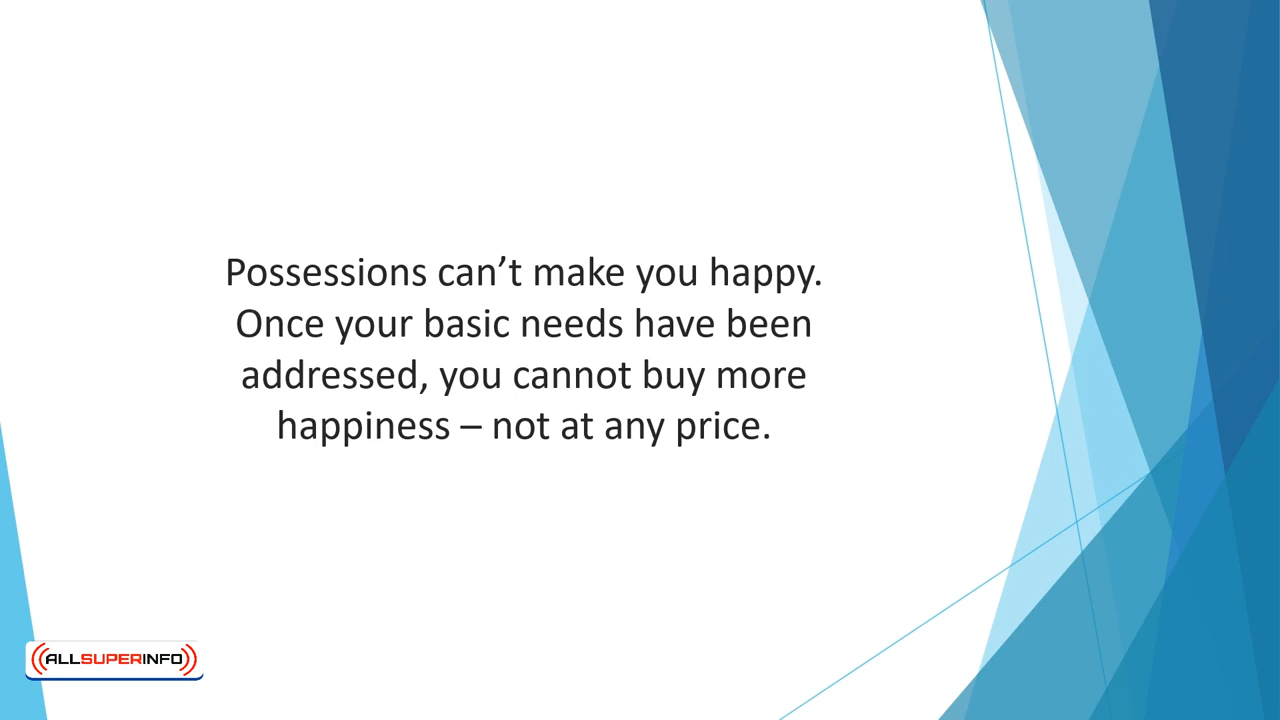 Possessions can’t make you happy.
Once your basic needs have been
addressed, you cannot buy more
happiness – not at any price.
ALLSUPERINFO